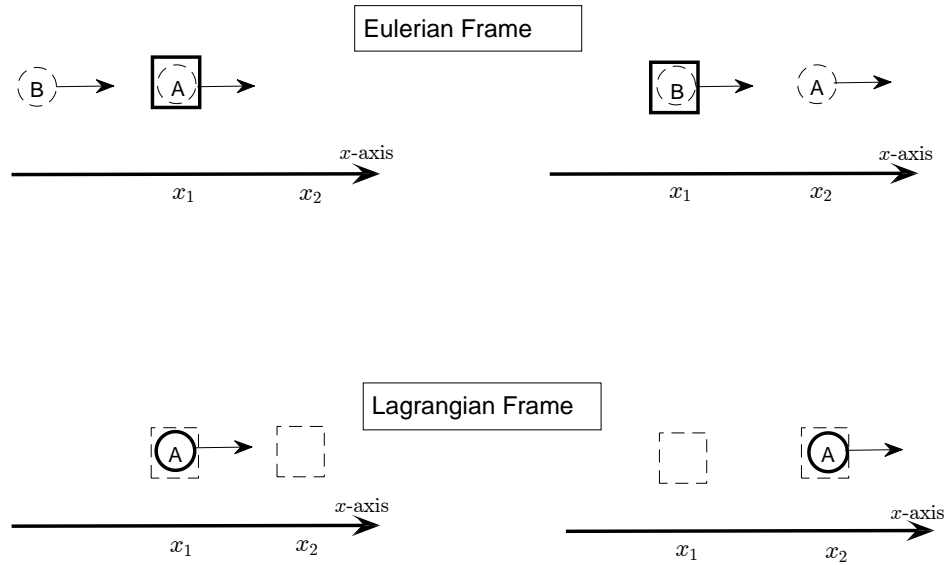 Eulerian Frame
B A B A
x-axis x-axis
x₁ x₂ x₁ x₂
Lagrangian Frame
A A
x-axis x-axis
x₁ x₂ x₁ x₂